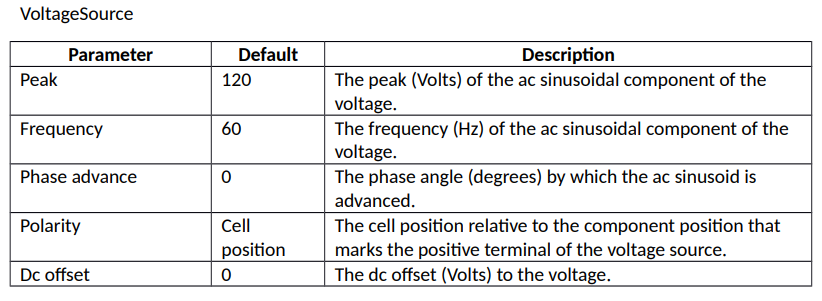 VoltageSource
Parameter Default Description
Peak 120 The peak (Volts) of the ac sinusoidal component of the
voltage.
Frequency 60 The frequency (Hz) of the ac sinusoidal component of the
voltage.
Phase advance 0 The phase angle (degrees) by which the ac sinusoid is
advanced.
Polarity Cell The cell position relative to the component position that
position marks the positive terminal of the voltage source.
Dc offset 0 The dc offset (Volts) to the voltage.